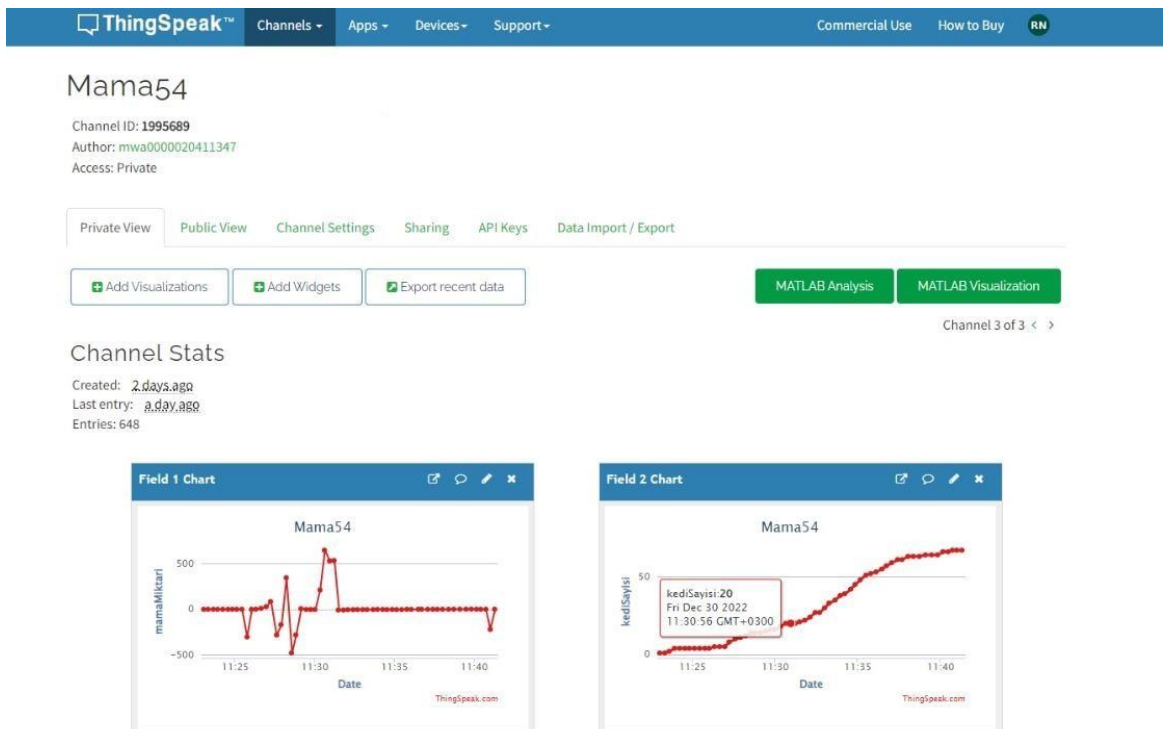 ThingSpeak™ Channels Apps Devices Support Commercial Use How to Buy RN
Mama54
Channel ID: 1995689
Author: mwa0000020411347
Access: Private
Private View Public View Channel Settings Sharing API Keys Data Import / Export
Add Visualizations Add Widgets Export recent data MATLAB Analysis MATLAB Visualization
Channel 3 of 3 < >
Channel Stats
Created: 2 days ago
Last entry: a day ago
Entries: 648
Field 1 Chart
Mama54
mamaMiktari
500
0
-500
11:25 11:30 11:35 11:40
Date
ThingSpeak.com
Field 2 Chart
Mama54
kediSayisi
50
0
kediSayisi:20
Fri Dec 30 2022
11:30:56 GMT+0300
11:25 11:30 11:35 11:40
Date
ThingSpeak.com